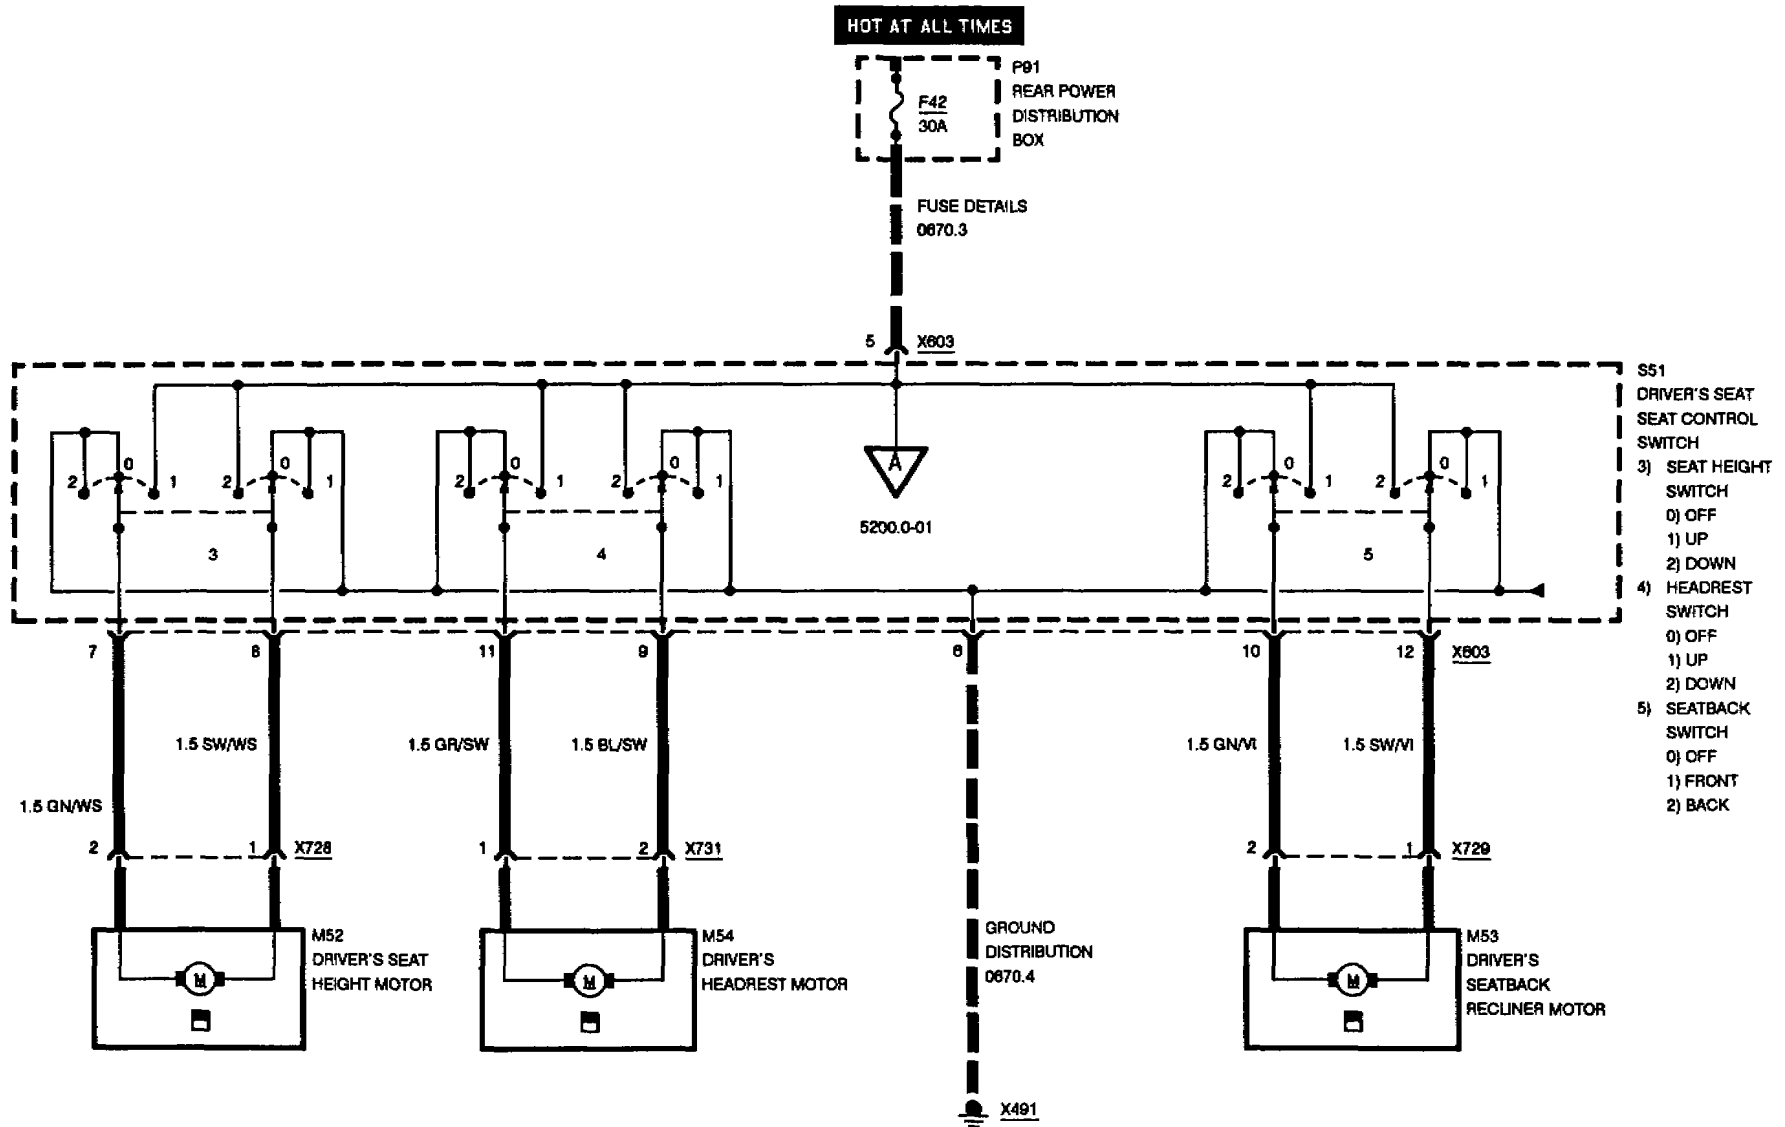 HOT AT ALL TIMES
P91
REAR POWER
DISTRIBUTION
BOX
F42
30A
FUSE DETAILS
0670.3
5 X603
S51
DRIVER'S SEAT
SEAT CONTROL
SWITCH
3) SEAT HEIGHT
SWITCH
0) OFF
1) UP
2) DOWN
4) HEADREST
SWITCH
0) OFF
1) UP
2) DOWN
5) SEATBACK
SWITCH
0) OFF
1) FRONT
2) BACK
2 0 1 2 0 1 2 0 1 2 0 1 2 0 1 2 0 1
A
5200.0-01
3 4 5
7 8 11 9 6 10 12 X603
1.5 SW/WS 1.5 GR/SW 1.5 BL/SW 1.5 GN/VI 1.5 SW/VI
1.5 GN/WS
2 1 X728 1 2 X731 2 1 X729
M52
DRIVER'S SEAT
HEIGHT MOTOR
M
M54
DRIVER'S
HEADREST MOTOR
M
GROUND
DISTRIBUTION
0670.4
M53
DRIVER'S
SEATBACK
RECLINER MOTOR
M
X491